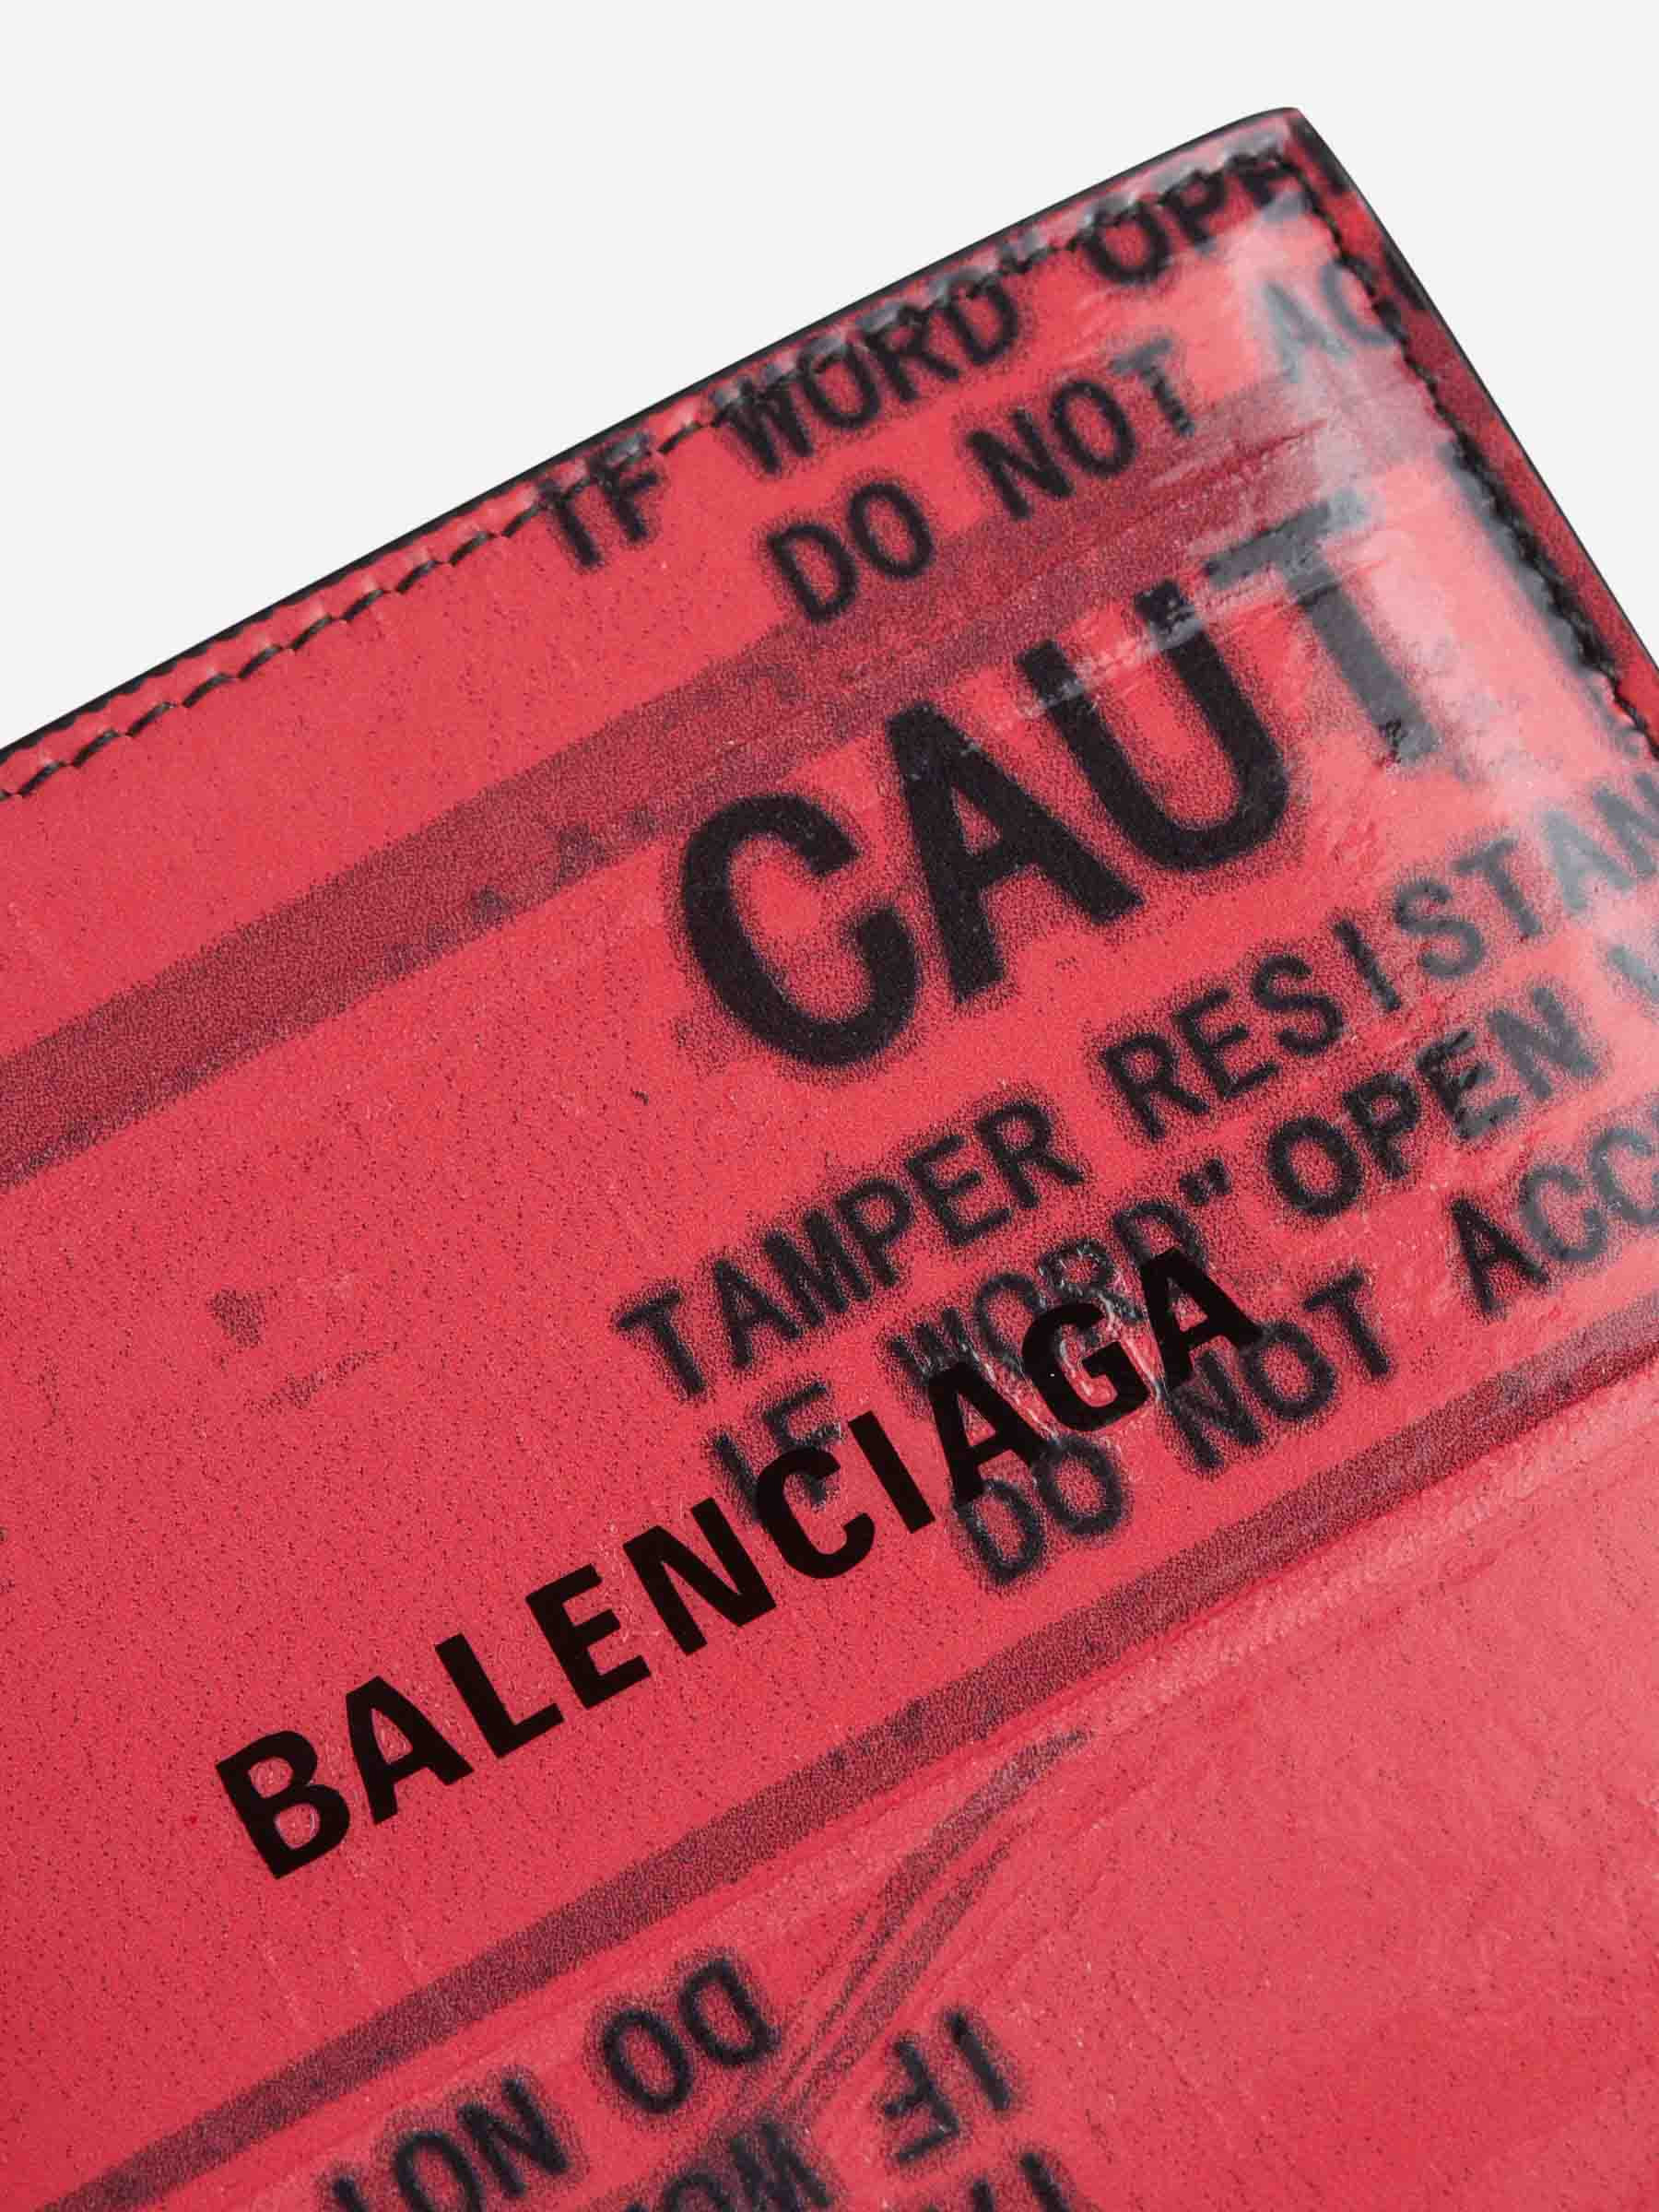 IF WORD OPE
DO NOT AC
CAUT
TAMPER RESISTAN
IF WORD "OPEN
DO NOT ACC
BALENCIAGA
DO NOT
IF WO